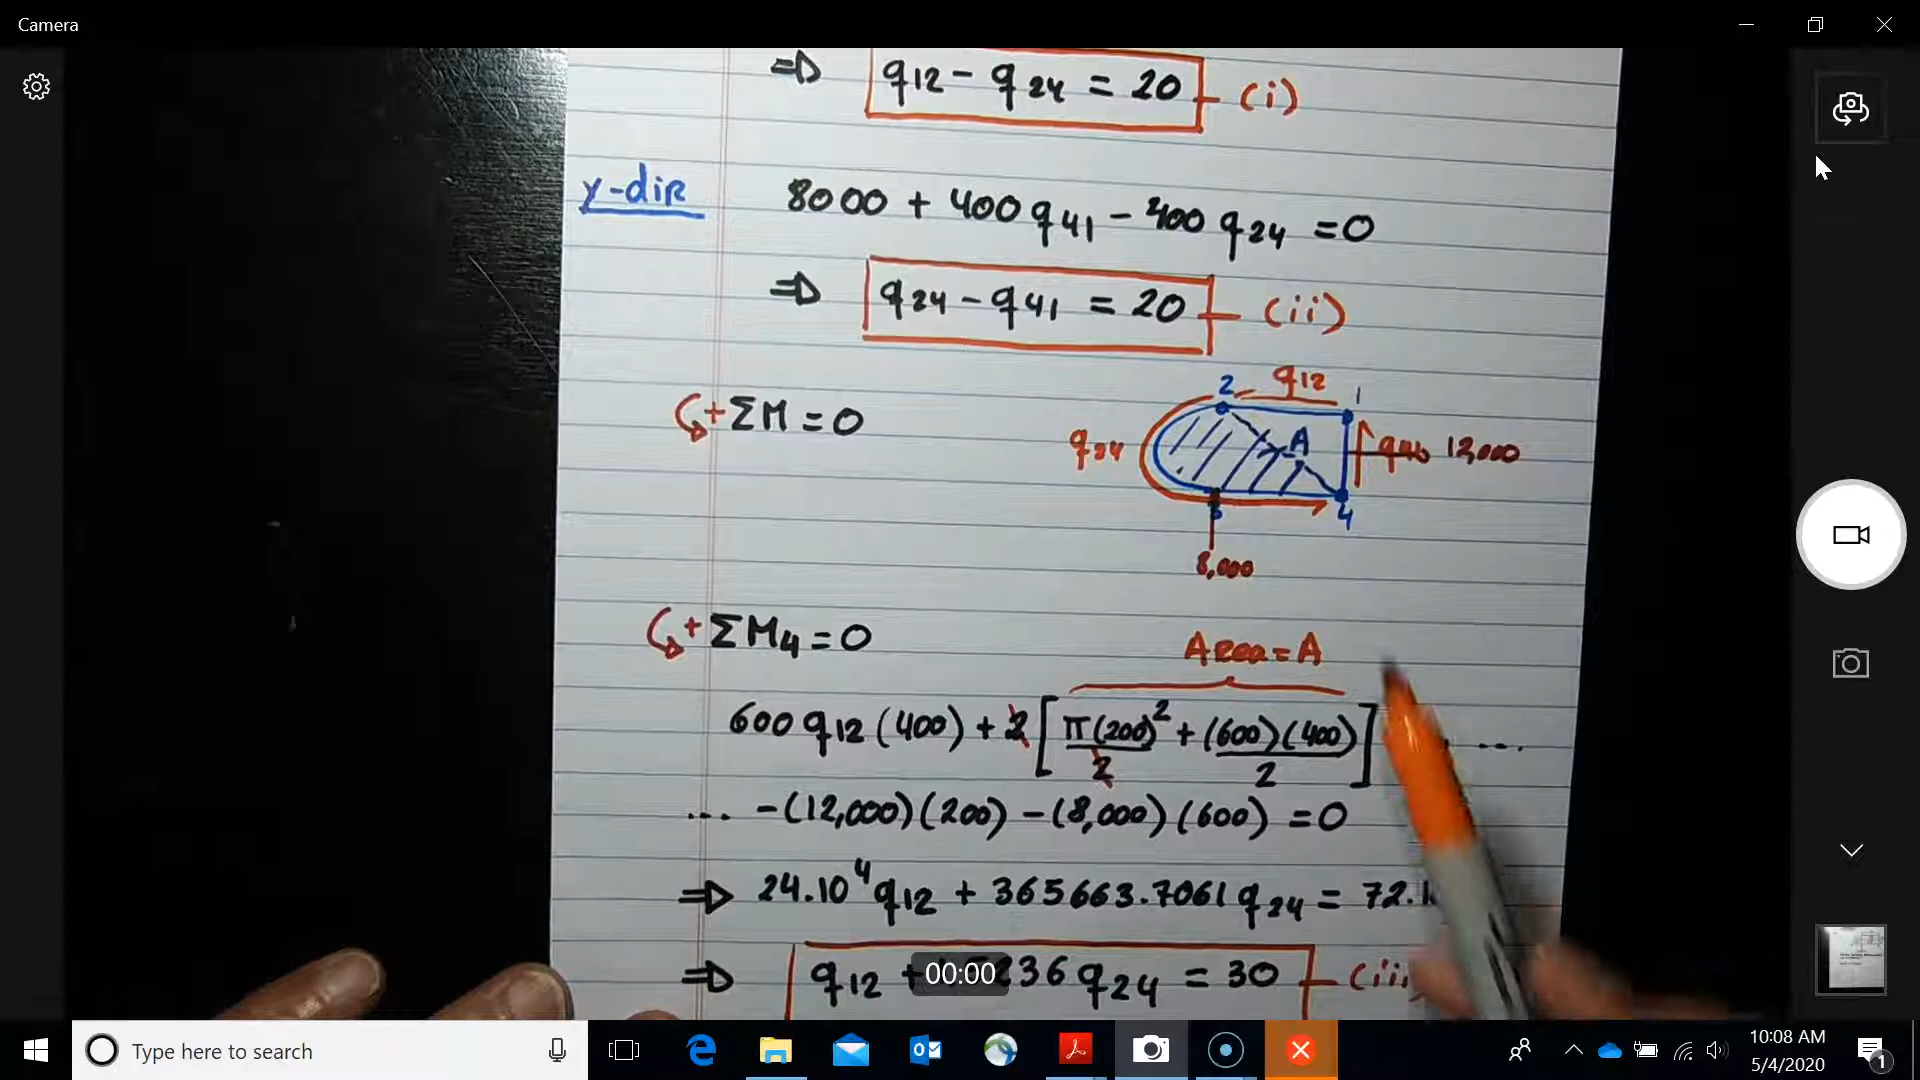 Camera
⇒ q12 - q24 = 20 (i)
y-dir 8000 + 400 q41 - 400 q24 = 0
⇒ q24 - q41 = 20 (ii)
+ ΣM = 0
2 q12 1
q24 A 12,000
3 4
8,000
+ ΣM4 = 0 Area = A
600 q12 (400) + 2 [ π(200)²/2 + (600)(400)/2 ] ...
... -(12,000)(200) - (8,000)(600) = 0
⇒ 24.10⁴ q12 + 365663.7061 q24 = 72.
⇒ q12 + 236 q24 = 30 (iii
00:00
Type here to search
10:08 AM
5/4/2020
1